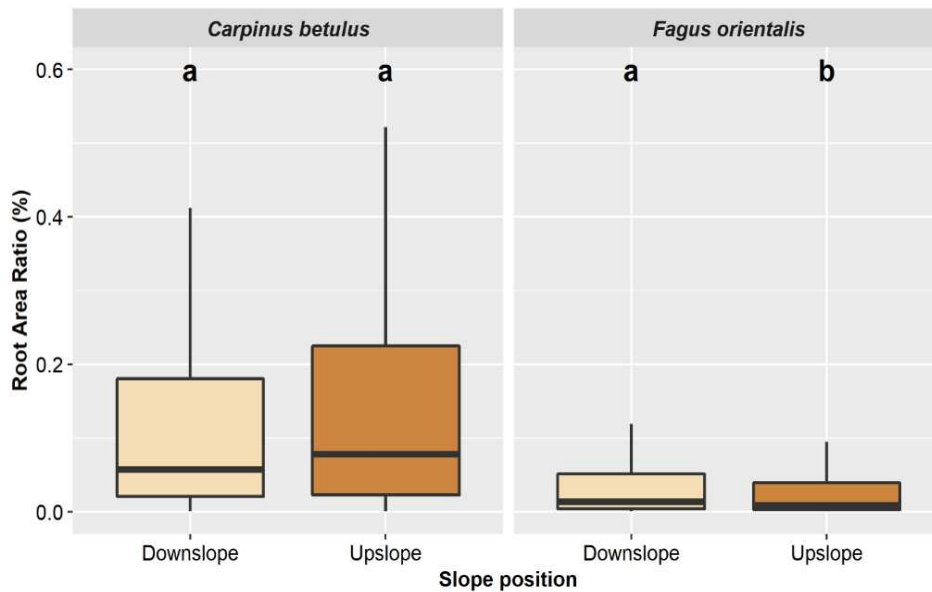 Carpinus betulus
Fagus orientalis
a
a
a
b
Root Area Ratio (%)
0.6
0.4
0.2
0.0
Downslope
Upslope
Downslope
Upslope
Slope position